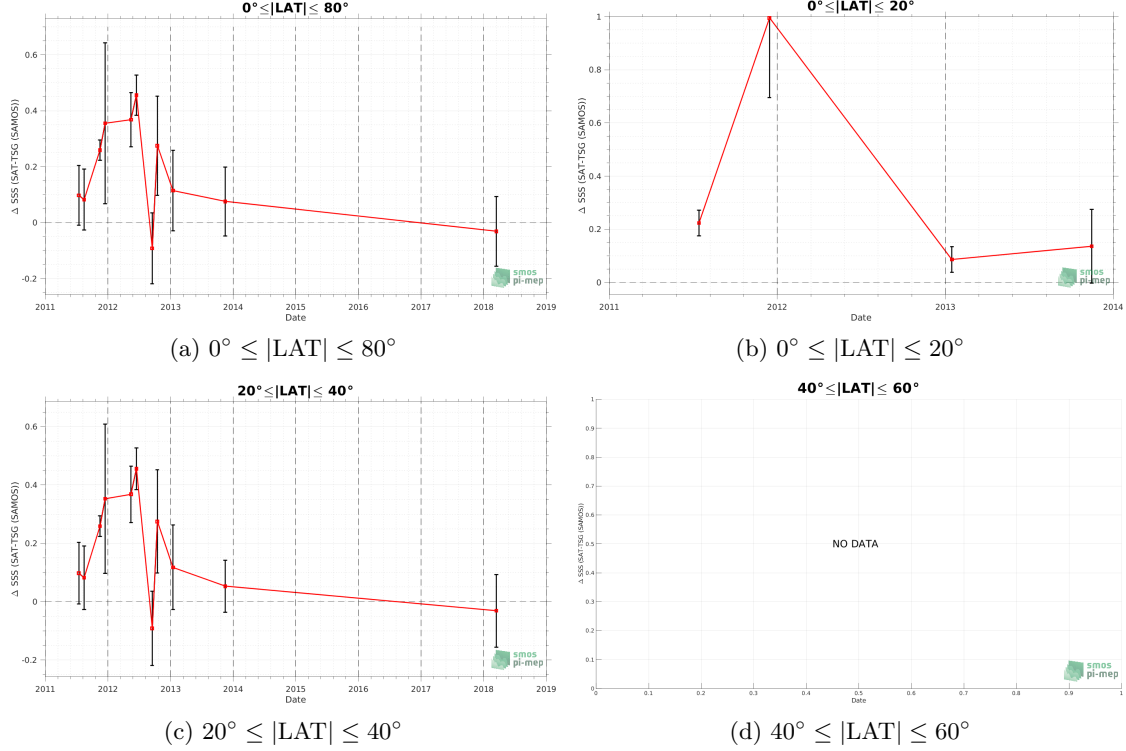 0°≤|LAT|≤ 80°
Δ SSS (SAT-TSG (SAMOS))
0.6
0.4
0.2
0
-0.2
2011 2012 2013 2014 2015 2016 2017 2018 2019
Date
smos
pi-mep
(a) 0° ≤ |LAT| ≤ 80°
0°≤|LAT|≤ 20°
Δ SSS (SAT-TSG (SAMOS))
1
0.8
0.6
0.4
0.2
0
2011 2012 2013 2014
Date
smos
pi-mep
(b) 0° ≤ |LAT| ≤ 20°
20°≤|LAT|≤ 40°
Δ SSS (SAT-TSG (SAMOS))
0.6
0.4
0.2
0
-0.2
2011 2012 2013 2014 2015 2016 2017 2018 2019
Date
smos
pi-mep
(c) 20° ≤ |LAT| ≤ 40°
40°≤|LAT|≤ 60°
Δ SSS (SAT-TSG (SAMOS))
1
0.9
0.8
0.7
0.6
0.5
0.4
0.3
0.2
0.1
0
NO DATA
0 0.1 0.2 0.3 0.4 0.5 0.6 0.7 0.8 0.9 1
Date
smos
pi-mep
(d) 40° ≤ |LAT| ≤ 60°